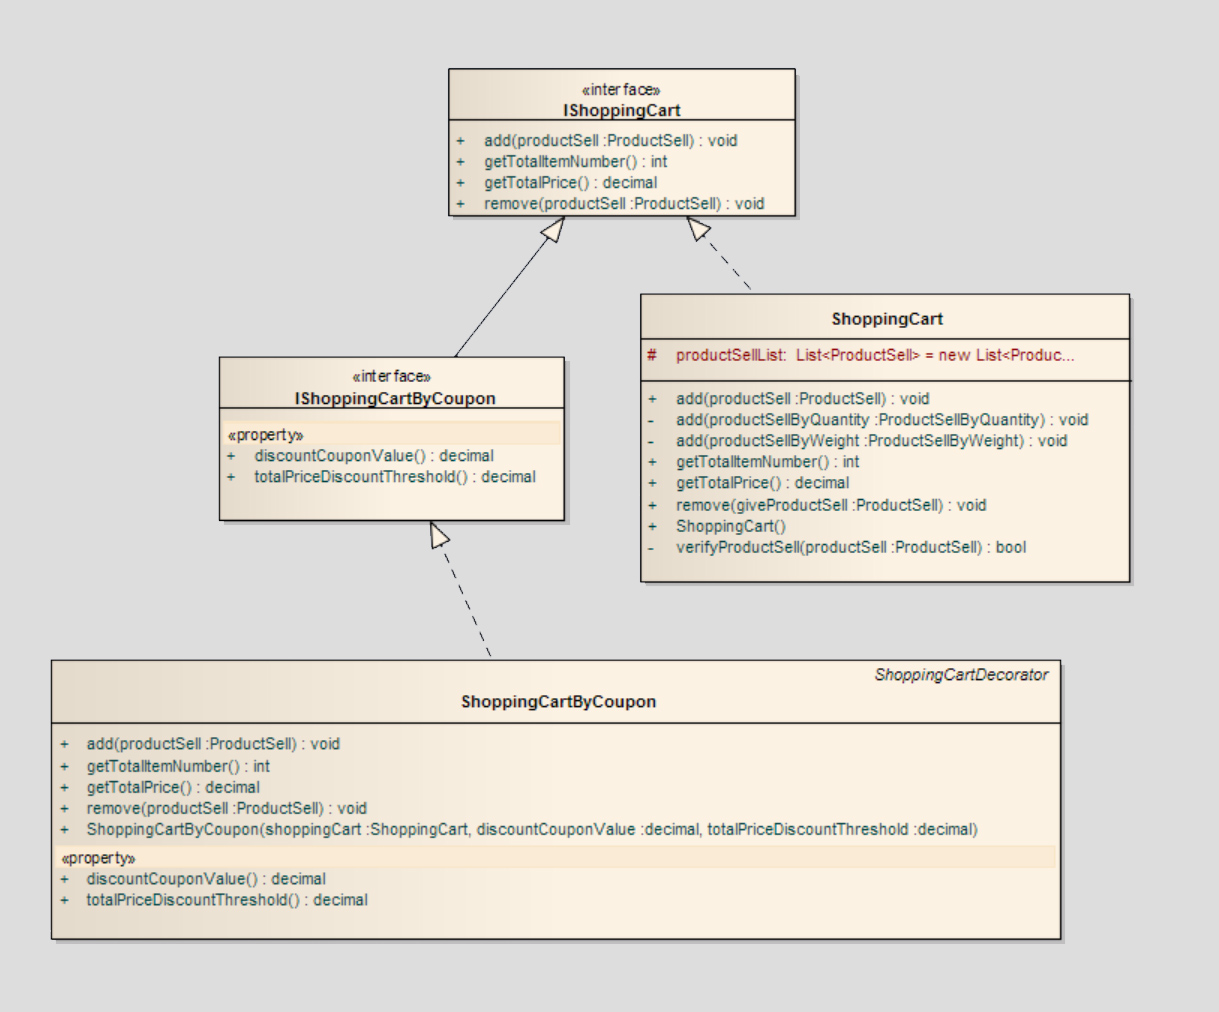 «interface»
IShoppingCart
+ add(productSell :ProductSell) : void
+ getTotalItemNumber() : int
+ getTotalPrice() : decimal
+ remove(productSell :ProductSell) : void
ShoppingCart
# productSellList: List<ProductSell> = new List<Produc...
+ add(productSell :ProductSell) : void
- add(productSellByQuantity :ProductSellByQuantity) : void
- add(productSellByWeight :ProductSellByWeight) : void
+ getTotalItemNumber() : int
+ getTotalPrice() : decimal
+ remove(giveProductSell :ProductSell) : void
+ ShoppingCart()
- verifyProductSell(productSell :ProductSell) : bool
«interface»
IShoppingCartByCoupon
«property»
+ discountCouponValue() : decimal
+ totalPriceDiscountThreshold() : decimal
ShoppingCartDecorator
ShoppingCartByCoupon
+ add(productSell :ProductSell) : void
+ getTotalItemNumber() : int
+ getTotalPrice() : decimal
+ remove(productSell :ProductSell) : void
+ ShoppingCartByCoupon(shoppingCart :ShoppingCart, discountCouponValue :decimal, totalPriceDiscountThreshold :decimal)
«property»
+ discountCouponValue() : decimal
+ totalPriceDiscountThreshold() : decimal